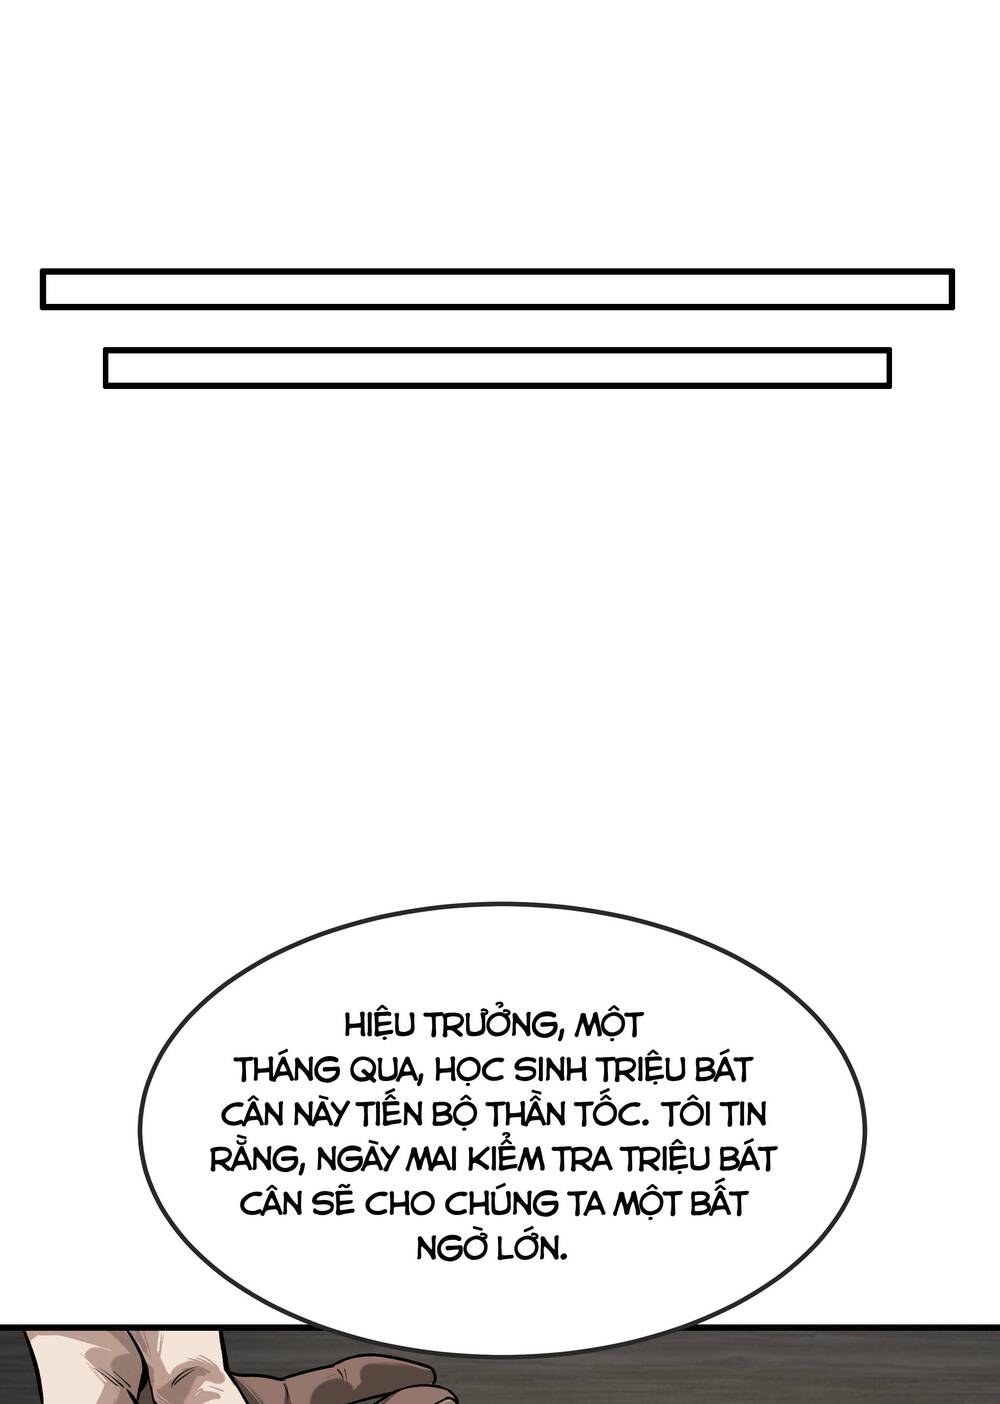 HIỆU TRƯỞNG, MỘT
THÁNG QUA, HỌC SINH TRIỆU BÁT
CÂN NÀY TIẾN BỘ THẦN TỐC. TÔI TIN
RẰNG, NGÀY MAI KIỂM TRA TRIỆU BÁT
CÂN SẼ CHO CHÚNG TA MỘT BẤT
NGỜ LỚN.